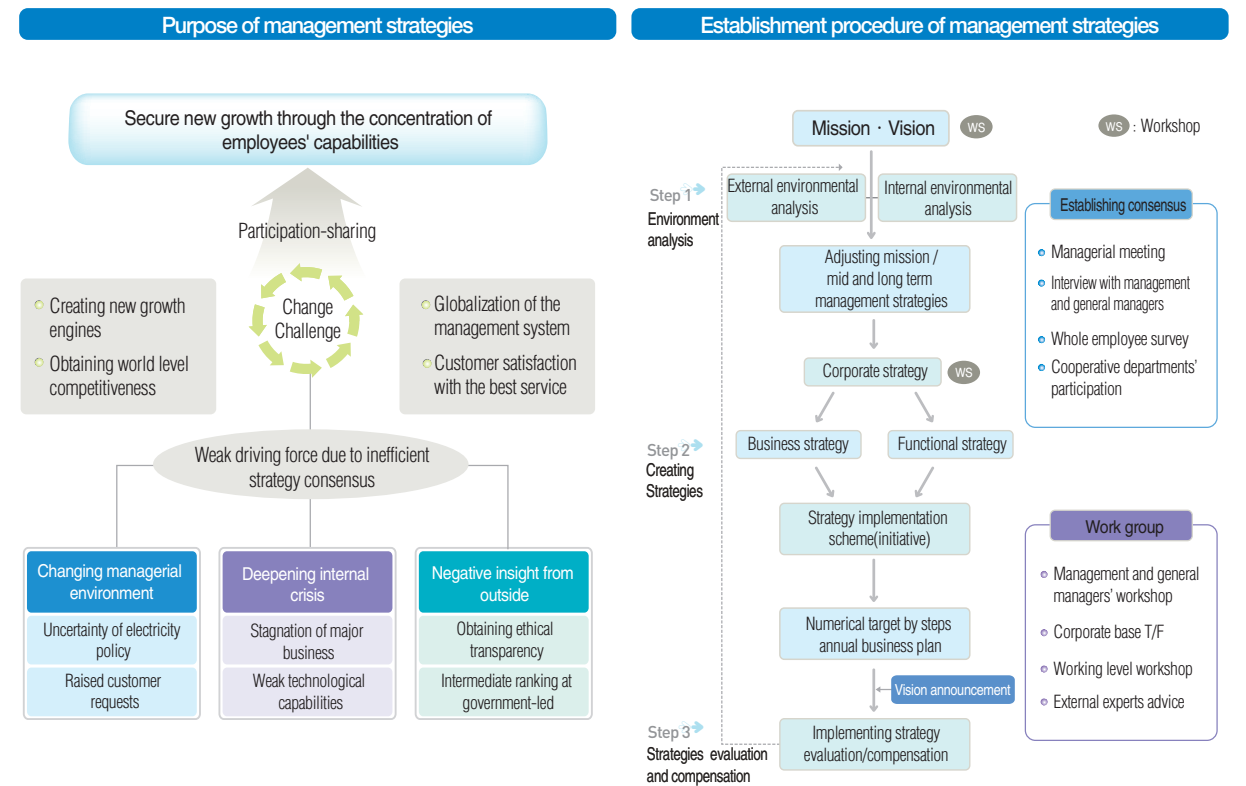 Purpose of management strategies
Secure new growth through the concentration of
employees' capabilities
Participation-sharing
Change
Challenge
Creating new growth
engines
Obtaining world level
competitiveness
Globalization of the
management system
Customer satisfaction
with the best service
Weak driving force due to inefficient
strategy consensus
Changing managerial
environment
Uncertainty of electricity
policy
Raised customer
requests
Deepening internal
crisis
Stagnation of major
business
Weak technological
capabilities
Negative insight from
outside
Obtaining ethical
transparency
Intermediate ranking at
government-led
Establishment procedure of management strategies
Mission · Vision
WS
WS : Workshop
Step 1
Environment
analysis
External environmental
analysis
Internal environmental
analysis
Adjusting mission /
mid and long term
management strategies
Corporate strategy
WS
Step 2
Creating
Strategies
Business strategy
Functional strategy
Strategy implementation
scheme(initiative)
Numerical target by steps
annual business plan
Vision announcement
Step 3
Strategies evaluation
and compensation
Implementing strategy
evaluation/compensation
Establishing consensus
Managerial meeting
Interview with management
and general managers
Whole employee survey
Cooperative departments'
participation
Work group
Management and general
managers' workshop
Corporate base T/F
Working level workshop
External experts advice